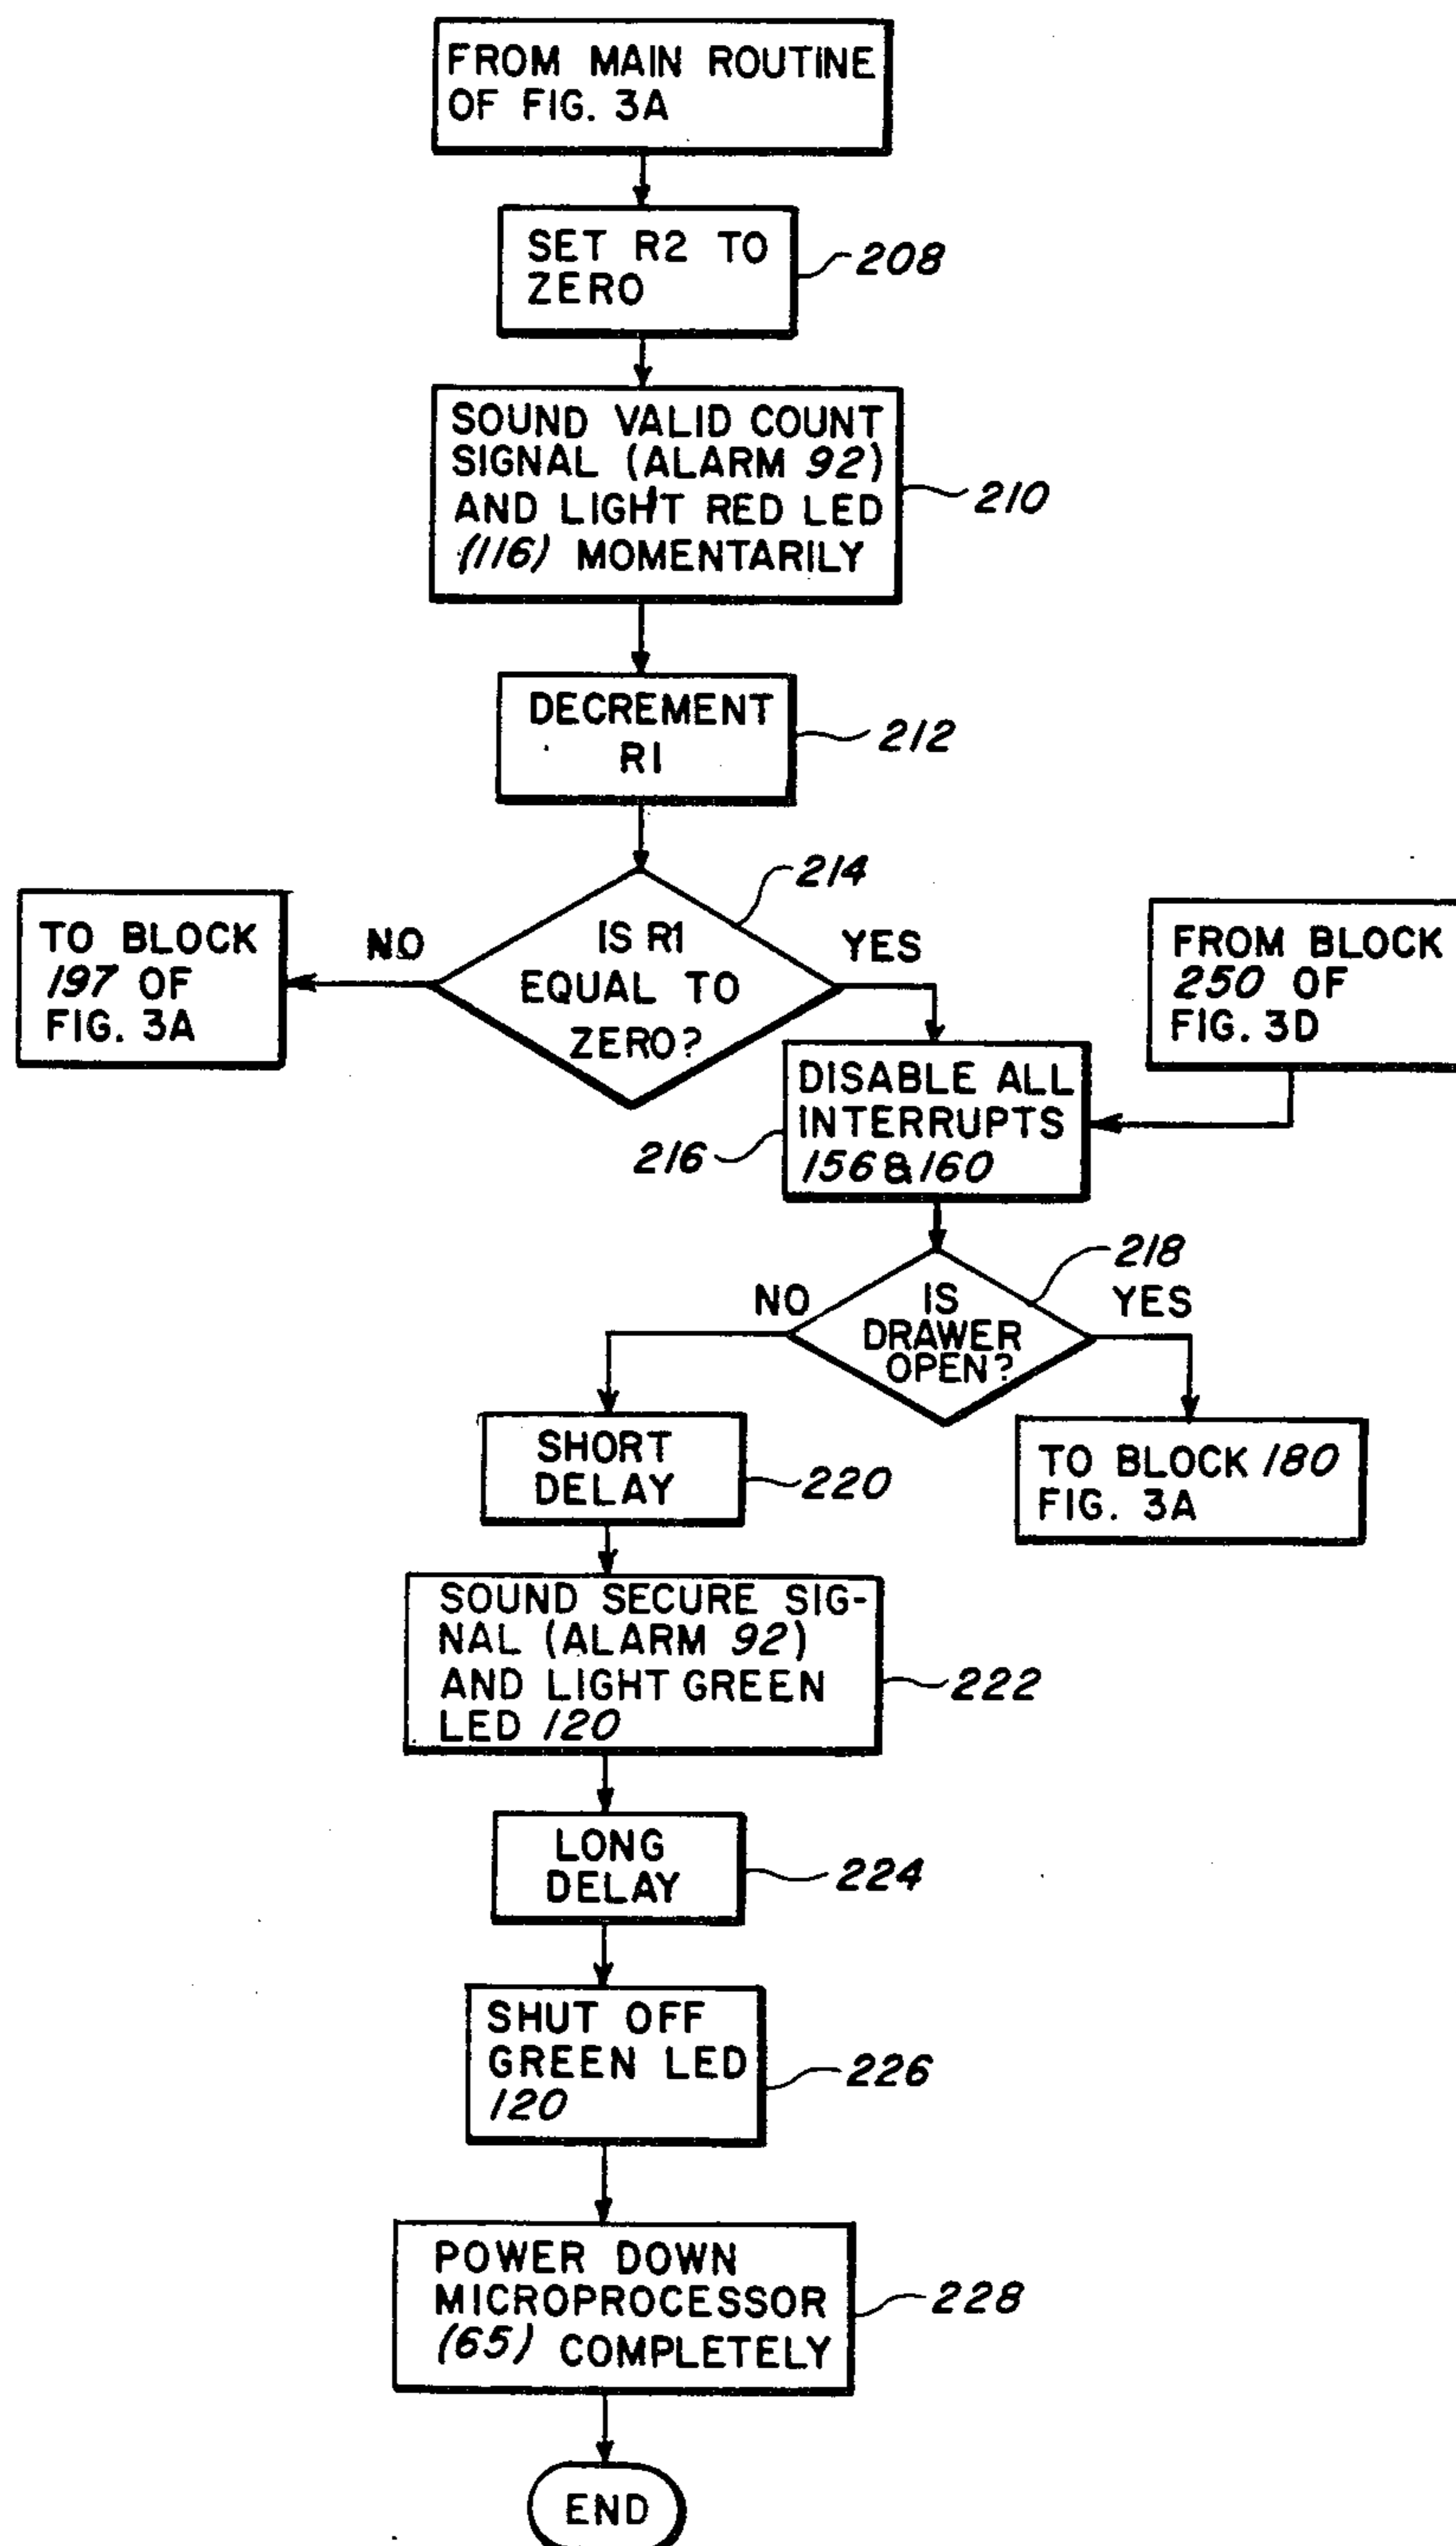 FROM MAIN ROUTINE
OF FIG. 3A
SET R2 TO
ZERO
208
SOUND VALID COUNT
SIGNAL (ALARM 92)
AND LIGHT RED LED
(116) MOMENTARILY
210
DECREMENT
R1
212
214
TO BLOCK
197 OF
FIG. 3A
NO
IS R1
EQUAL TO
ZERO?
YES
FROM BLOCK
250 OF
FIG. 3D
DISABLE ALL
INTERRUPTS
156 & 160
216
218
NO
IS
DRAWER
OPEN?
YES
SHORT
DELAY
220
TO BLOCK 180
FIG. 3A
SOUND SECURE SIG-
NAL (ALARM 92)
AND LIGHT GREEN
LED 120
222
LONG
DELAY
224
SHUT OFF
GREEN LED
120
226
POWER DOWN
MICROPROCESSOR
(65) COMPLETELY
228
END